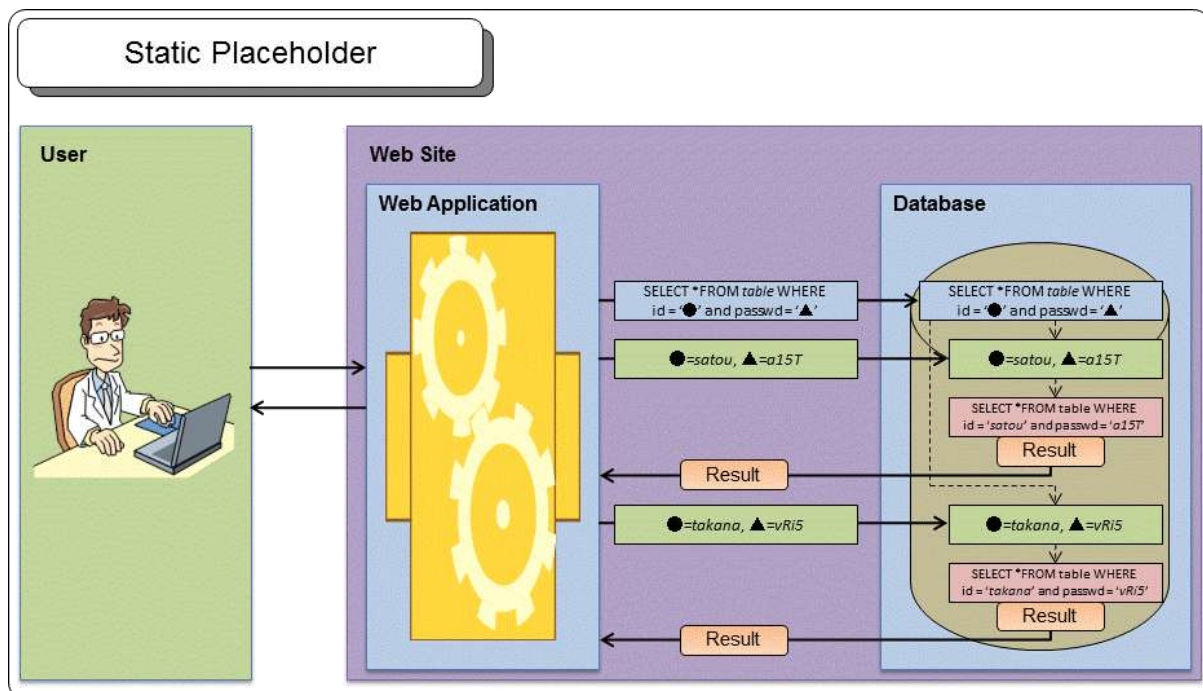 Static Placeholder
User
Web Site
Web Application
Database
SELECT *FROM table WHERE
id = ‘●’ and passwd= ‘▲’
SELECT *FROM table WHERE
id = ‘●’ and passwd= ‘▲’
●=satou, ▲=a15T
●=satou, ▲=a15T
SELECT *FROM table WHERE
id = ‘satou’ and passwd= ‘a15T’
Result
Result
●=takana, ▲=vRi5
●=takana, ▲=vRi5
SELECT *FROM table WHERE
id = ‘takana’ and passwd= ‘vRi5’
Result
Result